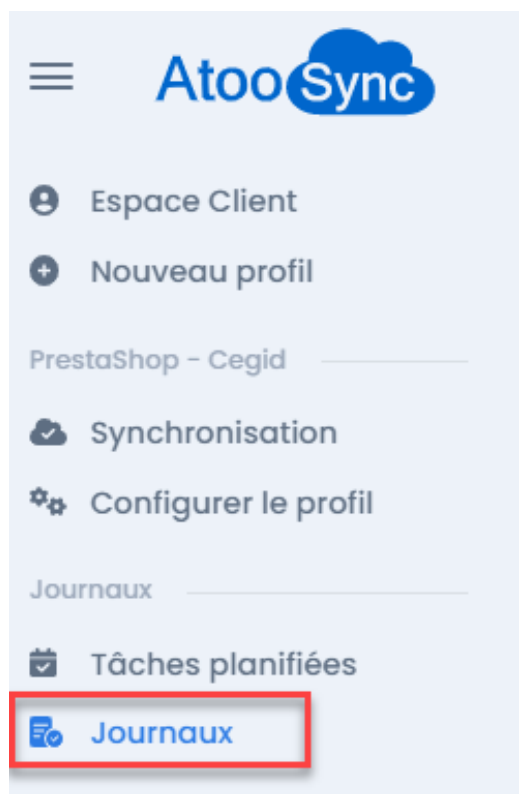 AtooSync
Espace Client
Nouveau profil
PrestaShop - Cegid
Synchronisation
Configurer le profil
Journaux
Tâches planifiées
Journaux